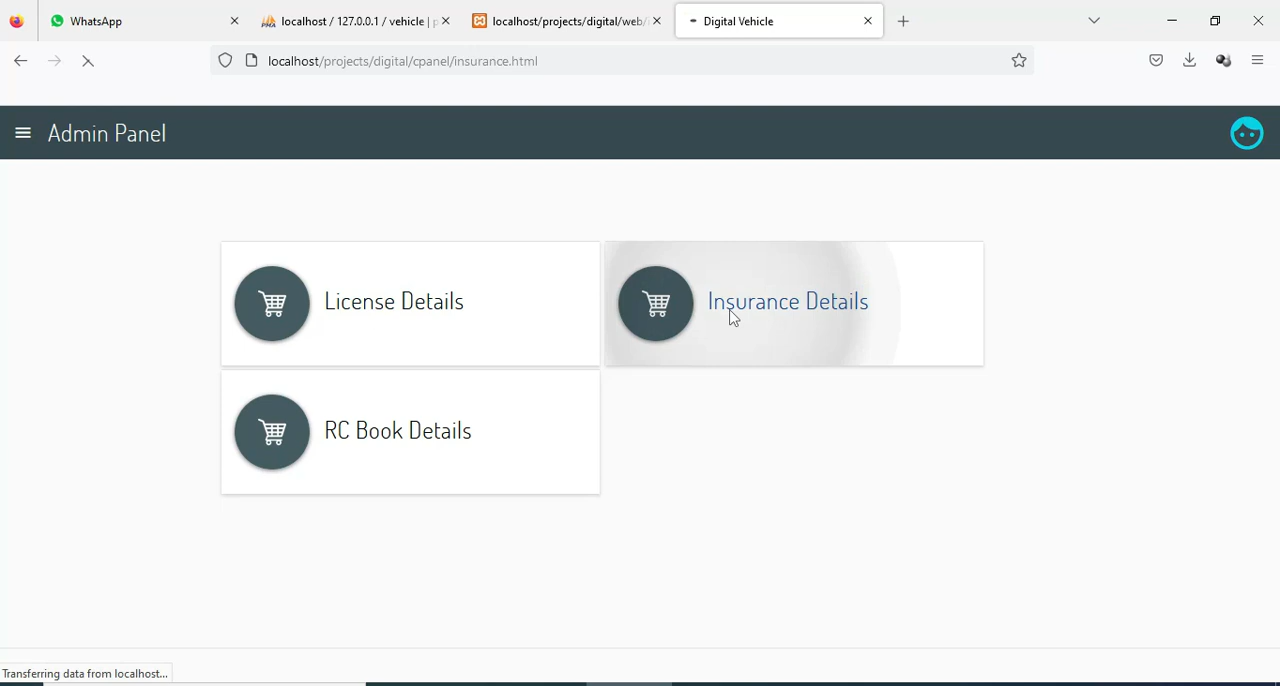 WhatsApp
localhost / 127.0.0.1 / vehicle | p
localhost/projects/digital/web/
Digital Vehicle
localhost/projects/digital/cpanel/insurance.html
Admin Panel
License Details
Insurance Details
RC Book Details
Transferring data from localhost...